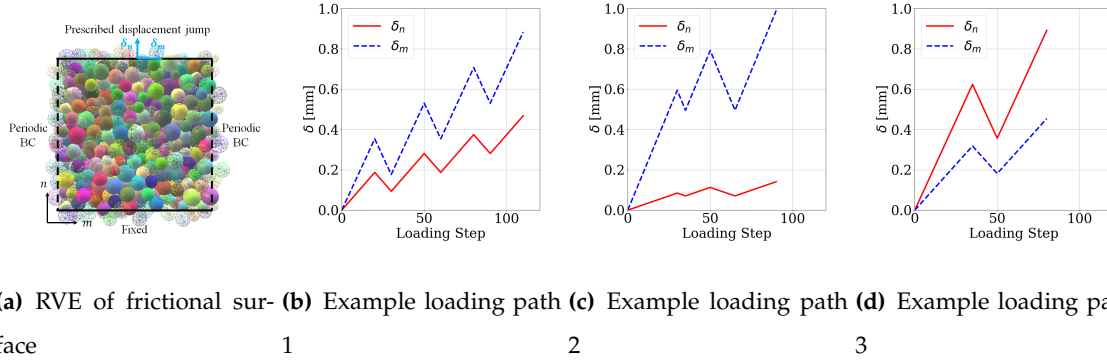 Prescribed displacement jump
δn δm
Periodic
BC
Periodic
BC
n
m
Fixed
1.0
0.8
0.6
0.4
0.2
0.0
δ [mm]
δn
δm
0 50 100
Loading Step
1.0
0.8
0.6
0.4
0.2
0.0
δ [mm]
δn
δm
0 50 100
Loading Step
1.0
0.8
0.6
0.4
0.2
0.0
δ [mm]
δn
δm
0 50 100
Loading Step
(a) RVE of frictional sur-
face
(b) Example loading path
1
(c) Example loading path
2
(d) Example loading pa
3